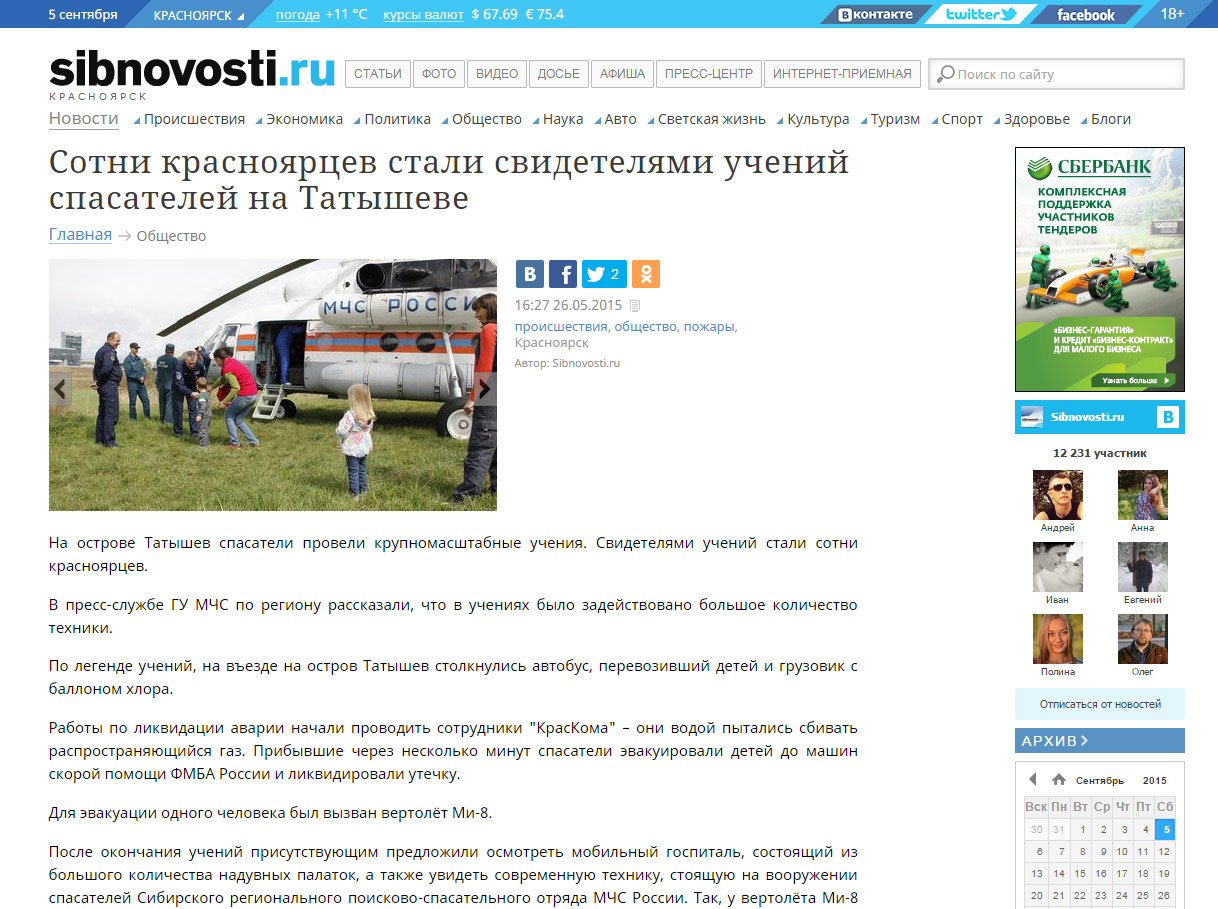 5 сентября
КРАСНОЯРСК
погода +11 °C
курсы валют $ 67.69 € 75.4
вконтакте
twitter
facebook
18+
sibnovosti.ru
КРАСНОЯРСК
СТАТЬИ
ФОТО
ВИДЕО
ДОСЬЕ
АФИША
ПРЕСС-ЦЕНТР
ИНТЕРНЕТ-ПРИЕМНАЯ
Поиск по сайту
Новости
Происшествия
Экономика
Политика
Общество
Наука
Авто
Светская жизнь
Культура
Туризм
Спорт
Здоровье
Блоги
Сотни красноярцев стали свидетелями учений
спасателей на Татышеве
Главная → Общество
МЧС РОССИ
2
16:27 26.05.2015
происшествия, общество, пожары,
Красноярск
Автор: Sibnovosti.ru
На острове Татышев спасатели провели крупномасштабные учения. Свидетелями учений стали сотни
красноярцев.
В пресс-службе ГУ МЧС по региону рассказали, что в учениях было задействовано большое количество
техники.
По легенде учений, на въезде на остров Татышев столкнулись автобус, перевозивший детей и грузовик с
баллоном хлора.
Работы по ликвидации аварии начали проводить сотрудники "КрасКома" – они водой пытались сбивать
распространяющийся газ. Прибывшие через несколько минут спасатели эвакуировали детей до машин
скорой помощи ФМБА России и ликвидировали утечку.
Для эвакуации одного человека был вызван вертолёт Ми-8.
После окончания учений присутствующим предложили осмотреть мобильный госпиталь, состоящий из
большого количества надувных палаток, а также увидеть современную технику, стоящую на вооружении
спасателей Сибирского регионального поисково-спасательного отряда МЧС России. Так, у вертолёта Ми-8
СБЕРБАНК
КОМПЛЕКСНАЯ
ПОДДЕРЖКА
УЧАСТНИКОВ
ТЕНДЕРОВ
«БИЗНЕС-ГАРАНТИЯ»
И КРЕДИТ «БИЗНЕС-КОНТРАКТ»
ДЛЯ МАЛОГО БИЗНЕСА
Узнать больше
Sibnovosti.ru
12 231 участник
Андрей
Анна
Иван
Евгений
Полина
Олег
Отписаться от новостей
АРХИВ
Сентябрь 2015
Вск Пн Вт Ср Чт Пт Сб
30 31 1 2 3 4 5
6 7 8 9 10 11 12
13 14 15 16 17 18 19
20 21 22 23 24 25 26